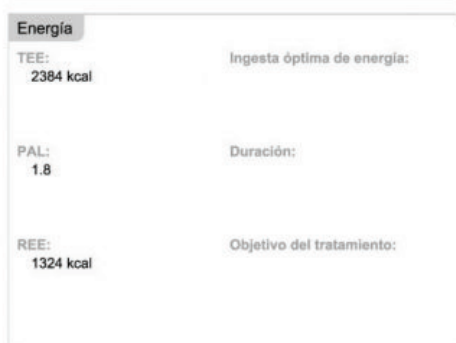 Energía
TEE:
2384 kcal
Ingesta óptima de energía:
PAL:
1.8
Duración:
REE:
1324 kcal
Objetivo del tratamiento: